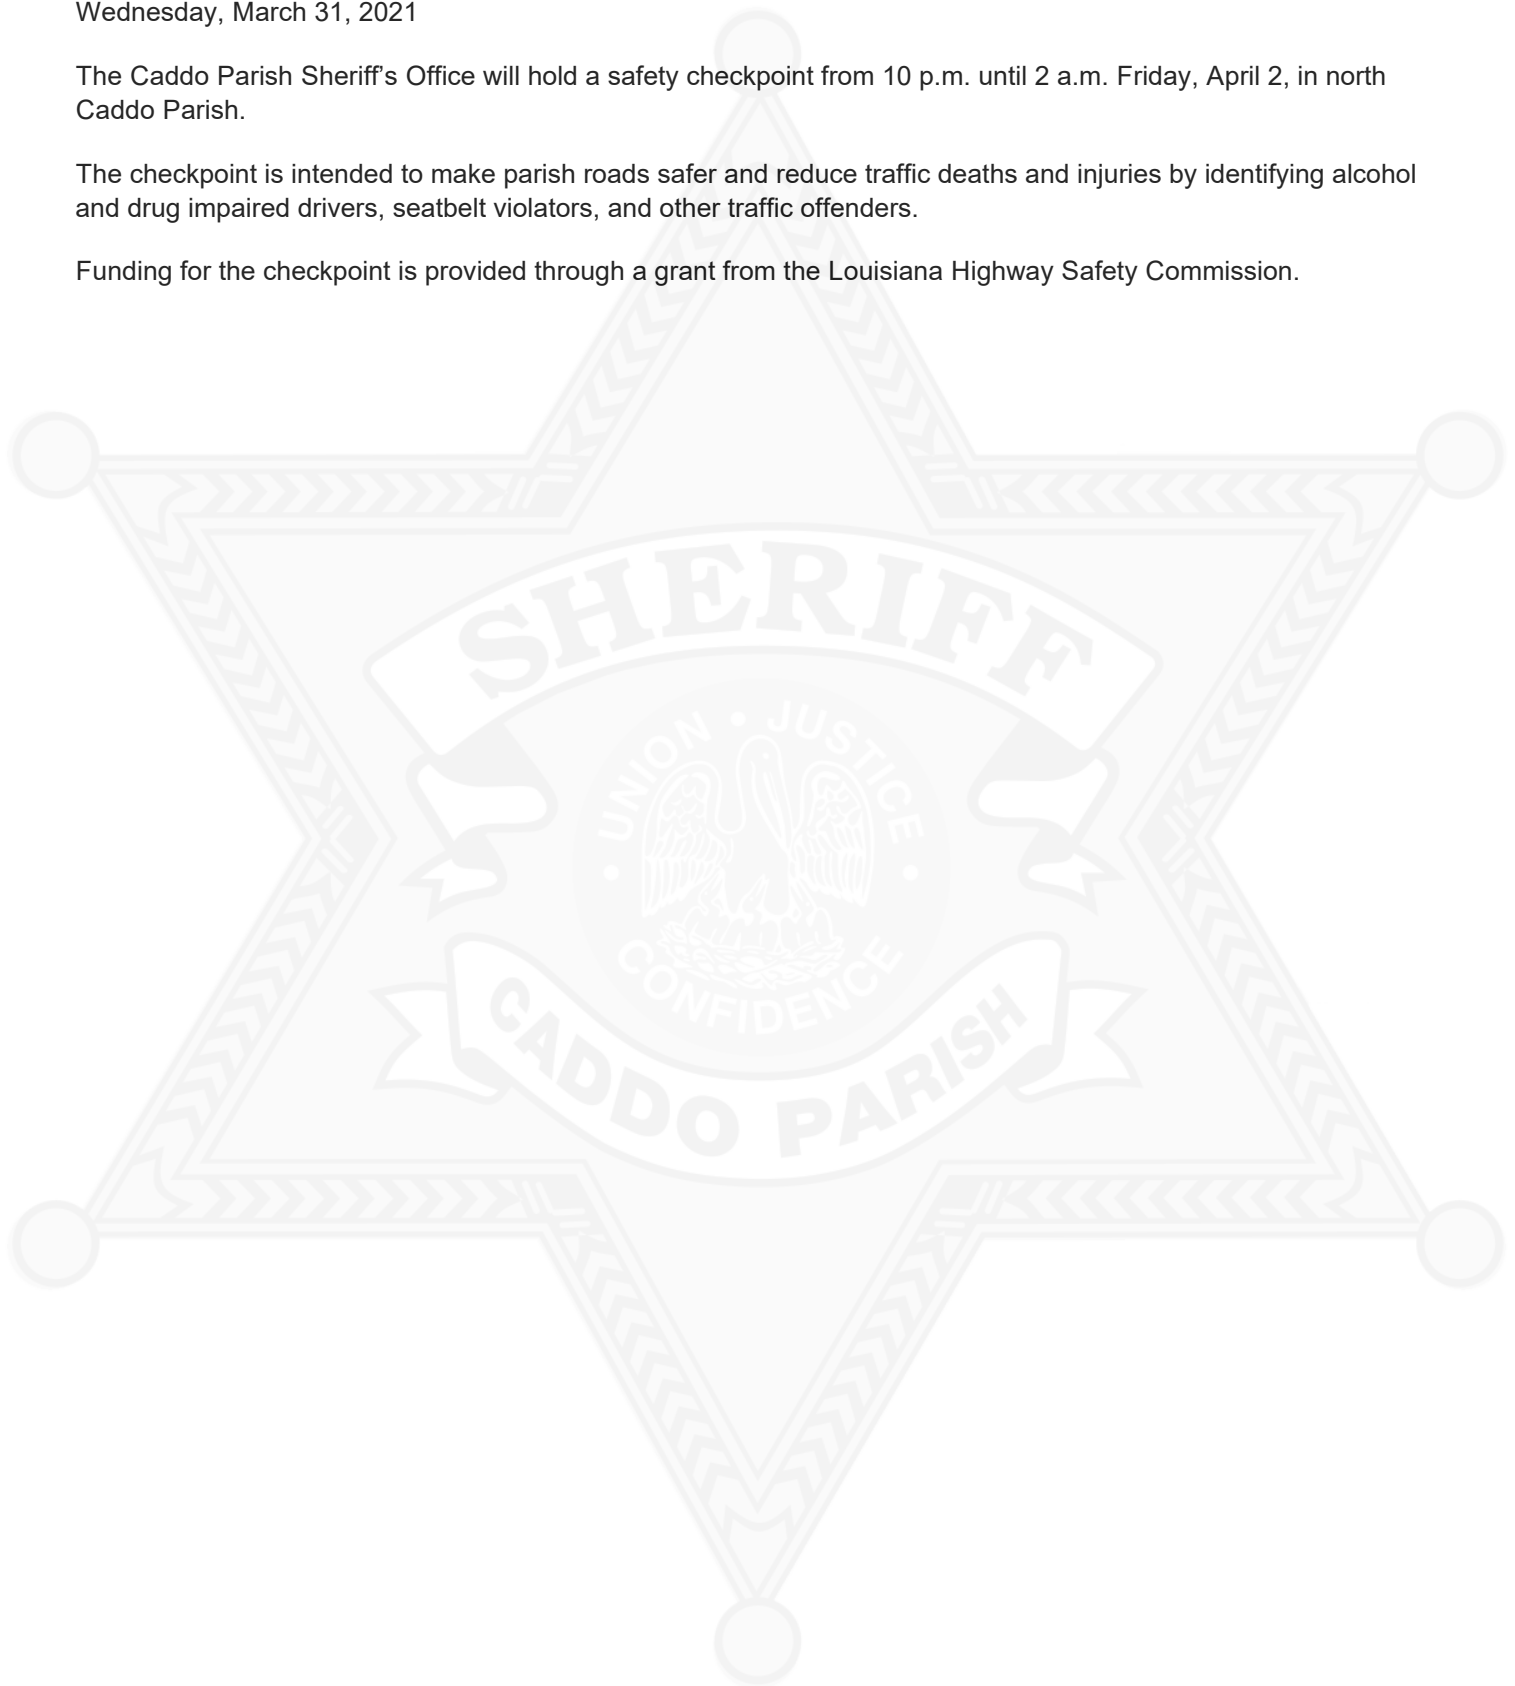 Wednesday, March 31, 2021
The Caddo Parish Sheriff's Office will hold a safety checkpoint from 10 p.m. until 2 a.m. Friday, April 2, in north
Caddo Parish.
The checkpoint is intended to make parish roads safer and reduce traffic deaths and injuries by identifying alcohol
and drug impaired drivers, seatbelt violators, and other traffic offenders.
Funding for the checkpoint is provided through a grant from the Louisiana Highway Safety Commission.
SHERIFF
UNION • JUSTICE
• CONFIDENCE •
CADDO PARISH